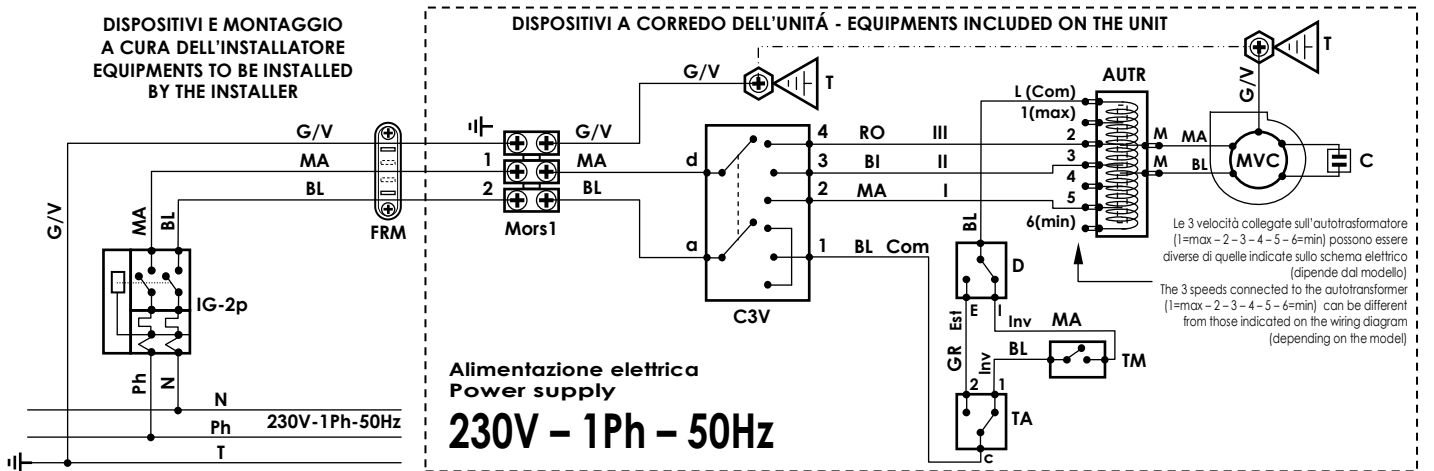 DISPOSITIVI E MONTAGGIO
A CURA DELL'INSTALLATORE
EQUIPMENTS TO BE INSTALLED
BY THE INSTALLER
DISPOSITIVI A CORREDO DELL'UNITÁ - EQUIPMENTS INCLUDED ON THE UNIT
G/V
T
T
G/V
AUTR
L (Com)
1(max)
2
3
4
5
6(min)
M
MA
M
BL
MVC
C
G/V
MA
BL
FRM
1
2
Mors1
G/V
MA
BL
d
a
4
RO
III
3
BI
II
2
MA
I
1
BL
Com
C3V
G/V
MA
BL
IG-2p
Ph
N
BL
D
E
I
Est
GR
Inv
MA
BL
Inv
TM
2
1
TA
C
Le 3 velocità collegate sull'autotrasformatore
(1=max – 2 – 3 – 4 – 5 – 6=min) possono essere
diverse di quelle indicate sullo schema elettrico
(dipende dal modello)
The 3 speeds connected to the autotransformer
(1=max – 2 – 3 – 4 – 5 – 6=min) can be different
from those indicated on the wiring diagram
(depending on the model)
Alimentazione elettrica
Power supply
230V – 1Ph – 50Hz
N
230V-1Ph-50Hz
Ph
T